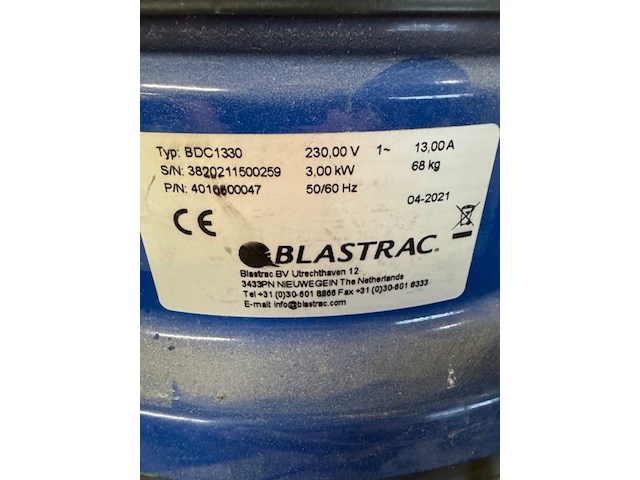 Typ: BDC1330 230,00 V 1~ 13,00 A
S/N: 3820211500259 3,00 kW 68 kg
P/N: 4010600047 50/60 Hz
04-2021
CE
BLASTRAC®
Blastrac BV Utrechthaven 12
3433PN NIEUWEGEIN The Netherlands
Tel +31 (0)30-601 8866 Fax +31 (0)30-601 8333
E-mail info@blastrac.com